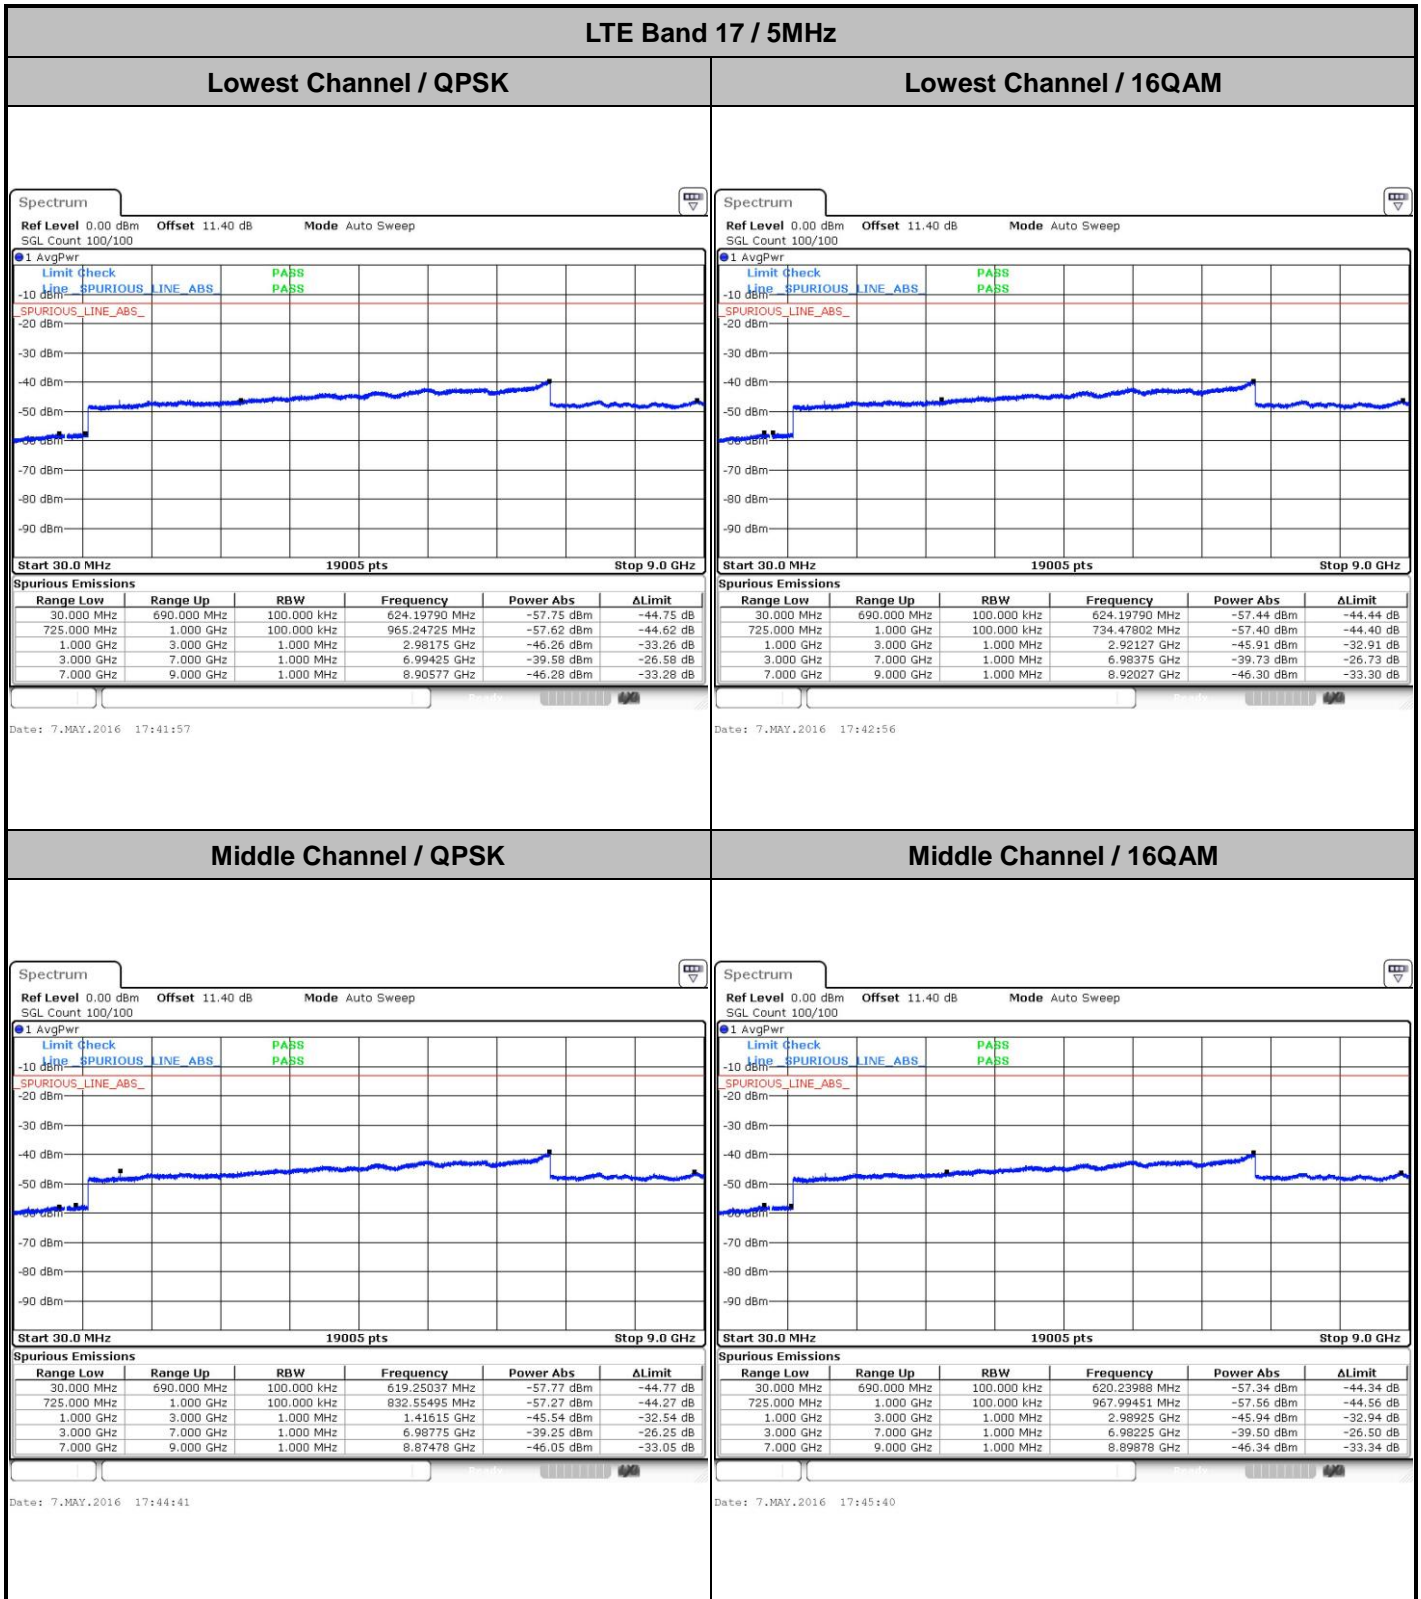 LTE Band 17 / 5MHz
Lowest Channel / QPSK
Lowest Channel / 16QAM
Spectrum
Ref Level 0.00 dBm Offset 11.40 dB Mode Auto Sweep
SGL Count 100/100
1 AvgPwr
Limit Check PASS
Line _SPURIOUS_LINE_ABS_ PASS
-10 dBm
_SPURIOUS_LINE_ABS_
-20 dBm
-30 dBm
-40 dBm
-50 dBm
-60 dBm
-70 dBm
-80 dBm
-90 dBm
Start 30.0 MHz 19005 pts Stop 9.0 GHz
Spurious Emissions
Range Low Range Up RBW Frequency Power Abs ΔLimit
30.000 MHz 690.000 MHz 100.000 kHz 624.19790 MHz -57.75 dBm -44.75 dB
725.000 MHz 1.000 GHz 100.000 kHz 965.24725 MHz -57.62 dBm -44.62 dB
1.000 GHz 3.000 GHz 1.000 MHz 2.98175 GHz -46.26 dBm -33.26 dB
3.000 GHz 7.000 GHz 1.000 MHz 6.99425 GHz -39.58 dBm -26.58 dB
7.000 GHz 9.000 GHz 1.000 MHz 8.90577 GHz -46.28 dBm -33.28 dB
Date: 7.MAY.2016 17:41:57
Spectrum
Ref Level 0.00 dBm Offset 11.40 dB Mode Auto Sweep
SGL Count 100/100
1 AvgPwr
Limit Check PASS
Line _SPURIOUS_LINE_ABS_ PASS
-10 dBm
_SPURIOUS_LINE_ABS_
-20 dBm
-30 dBm
-40 dBm
-50 dBm
-60 dBm
-70 dBm
-80 dBm
-90 dBm
Start 30.0 MHz 19005 pts Stop 9.0 GHz
Spurious Emissions
Range Low Range Up RBW Frequency Power Abs ΔLimit
30.000 MHz 690.000 MHz 100.000 kHz 624.19790 MHz -57.44 dBm -44.44 dB
725.000 MHz 1.000 GHz 100.000 kHz 734.47802 MHz -57.40 dBm -44.40 dB
1.000 GHz 3.000 GHz 1.000 MHz 2.92127 GHz -45.91 dBm -32.91 dB
3.000 GHz 7.000 GHz 1.000 MHz 6.98375 GHz -39.73 dBm -26.73 dB
7.000 GHz 9.000 GHz 1.000 MHz 8.92027 GHz -46.30 dBm -33.30 dB
Date: 7.MAY.2016 17:42:56
Middle Channel / QPSK
Middle Channel / 16QAM
Spectrum
Ref Level 0.00 dBm Offset 11.40 dB Mode Auto Sweep
SGL Count 100/100
1 AvgPwr
Limit Check PASS
Line _SPURIOUS_LINE_ABS_ PASS
-10 dBm
_SPURIOUS_LINE_ABS_
-20 dBm
-30 dBm
-40 dBm
-50 dBm
-60 dBm
-70 dBm
-80 dBm
-90 dBm
Start 30.0 MHz 19005 pts Stop 9.0 GHz
Spurious Emissions
Range Low Range Up RBW Frequency Power Abs ΔLimit
30.000 MHz 690.000 MHz 100.000 kHz 619.25037 MHz -57.77 dBm -44.77 dB
725.000 MHz 1.000 GHz 100.000 kHz 832.55495 MHz -57.27 dBm -44.27 dB
1.000 GHz 3.000 GHz 1.000 MHz 1.41615 GHz -45.54 dBm -32.54 dB
3.000 GHz 7.000 GHz 1.000 MHz 6.98775 GHz -39.25 dBm -26.25 dB
7.000 GHz 9.000 GHz 1.000 MHz 8.87478 GHz -46.05 dBm -33.05 dB
Date: 7.MAY.2016 17:44:41
Spectrum
Ref Level 0.00 dBm Offset 11.40 dB Mode Auto Sweep
SGL Count 100/100
1 AvgPwr
Limit Check PASS
Line _SPURIOUS_LINE_ABS_ PASS
-10 dBm
_SPURIOUS_LINE_ABS_
-20 dBm
-30 dBm
-40 dBm
-50 dBm
-60 dBm
-70 dBm
-80 dBm
-90 dBm
Start 30.0 MHz 19005 pts Stop 9.0 GHz
Spurious Emissions
Range Low Range Up RBW Frequency Power Abs ΔLimit
30.000 MHz 690.000 MHz 100.000 kHz 620.23988 MHz -57.34 dBm -44.34 dB
725.000 MHz 1.000 GHz 100.000 kHz 967.99451 MHz -57.56 dBm -44.56 dB
1.000 GHz 3.000 GHz 1.000 MHz 2.98925 GHz -45.94 dBm -32.94 dB
3.000 GHz 7.000 GHz 1.000 MHz 6.98225 GHz -39.50 dBm -26.50 dB
7.000 GHz 9.000 GHz 1.000 MHz 8.89878 GHz -46.34 dBm -33.34 dB
Date: 7.MAY.2016 17:45:40